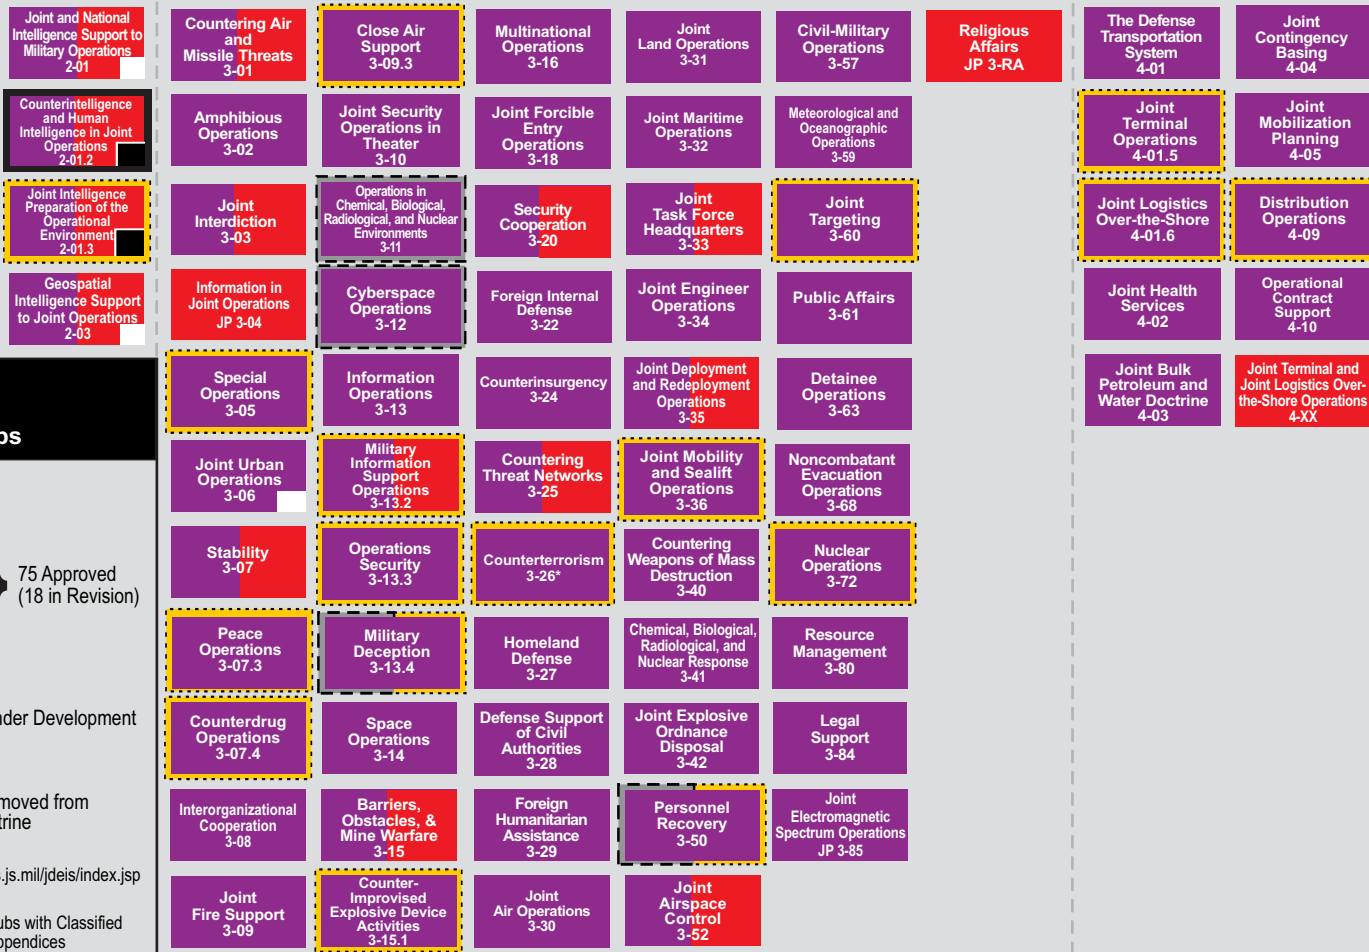 Joint and National
Intelligence Support to
Military Operations
2-01
Counterintelligence
and Human
Intelligence in Joint
Operations
2-01.2
Joint Intelligence
Preparation of the
Operational
Environment
2-01.3
Geospatial
Intelligence Support
to Joint Operations
2-03
75 Approved
(18 in Revision)
Development
.js.mil/jdeis/index.jsp
with Classified
Countering Air
and
Missile Threats
3-01
Amphibious
Operations
3-02
Joint
Interdiction
3-03
Information in
Joint Operations
JP 3-04
Special
Operations
3-05
Joint Urban
Operations
3-06
Stability
3-07
Peace
Operations
3-07.3
Counterdrug
Operations
3-07.4
Interorganizational
Cooperation
3-08
Joint
Fire Support
3-09
Close Air
Support
3-09.3
Joint Security
Operations in
Theater
3-10
Operations in
Chemical, Biological,
Radiological, and Nuclear
Environments
3-11
Cyberspace
Operations
3-12
Information
Operations
3-13
Military
Information
Support
Operations
3-13.2
Operations
Security
3-13.3
Military
Deception
3-13.4
Space
Operations
3-14
Barriers,
Obstacles, &
Mine Warfare
3-15
Counter-
Improvised
Explosive Device
Activities
3-15.1
Multinational
Operations
3-16
Joint Forcible
Entry
Operations
3-18
Security
Cooperation
3-20
Foreign Internal
Defense
3-22
Counterinsurgency
3-24
Countering
Threat Networks
3-25
Counterterrorism
3-26*
Homeland
Defense
3-27
Defense Support
of Civil
Authorities
3-28
Foreign
Humanitarian
Assistance
3-29
Joint
Air Operations
3-30
Joint
Land Operations
3-31
Joint Maritime
Operations
3-32
Joint
Task Force
Headquarters
3-33
Joint Engineer
Operations
3-34
Joint Deployment
and Redeployment
Operations
3-35
Joint Mobility
and Sealift
Operations
3-36
Countering
Weapons of Mass
Destruction
3-40
Chemical, Biological,
Radiological, and
Nuclear Response
3-41
Joint Explosive
Ordnance
Disposal
3-42
Personnel
Recovery
3-50
Joint
Airspace
Control
3-52
Civil-Military
Operations
3-57
Meteorological and
Oceanographic
Operations
3-59
Joint
Targeting
3-60
Public Affairs
3-61
Detainee
Operations
3-63
Noncombatant
Evacuation
Operations
3-68
Nuclear
Operations
3-72
Resource
Management
3-80
Legal
Support
3-84
Joint
Electromagnetic
Spectrum Operations
JP 3-85
Religious
Affairs
JP 3-RA
The Defense
Transportation
System
4-01
Joint
Terminal
Operations
4-01.5
Joint Logistics
Over-the-Shore
4-01.6
Joint Health
Services
4-02
Joint Bulk
Petroleum and
Water Doctrine
4-03
Joint
Contingency
Basing
4-04
Joint
Mobilization
Planning
4-05
Distribution
Operations
4-09
Operational
Contract
Support
4-10
Joint Terminal and
Joint Logistics Over-
the-Shore Operations
4-XX